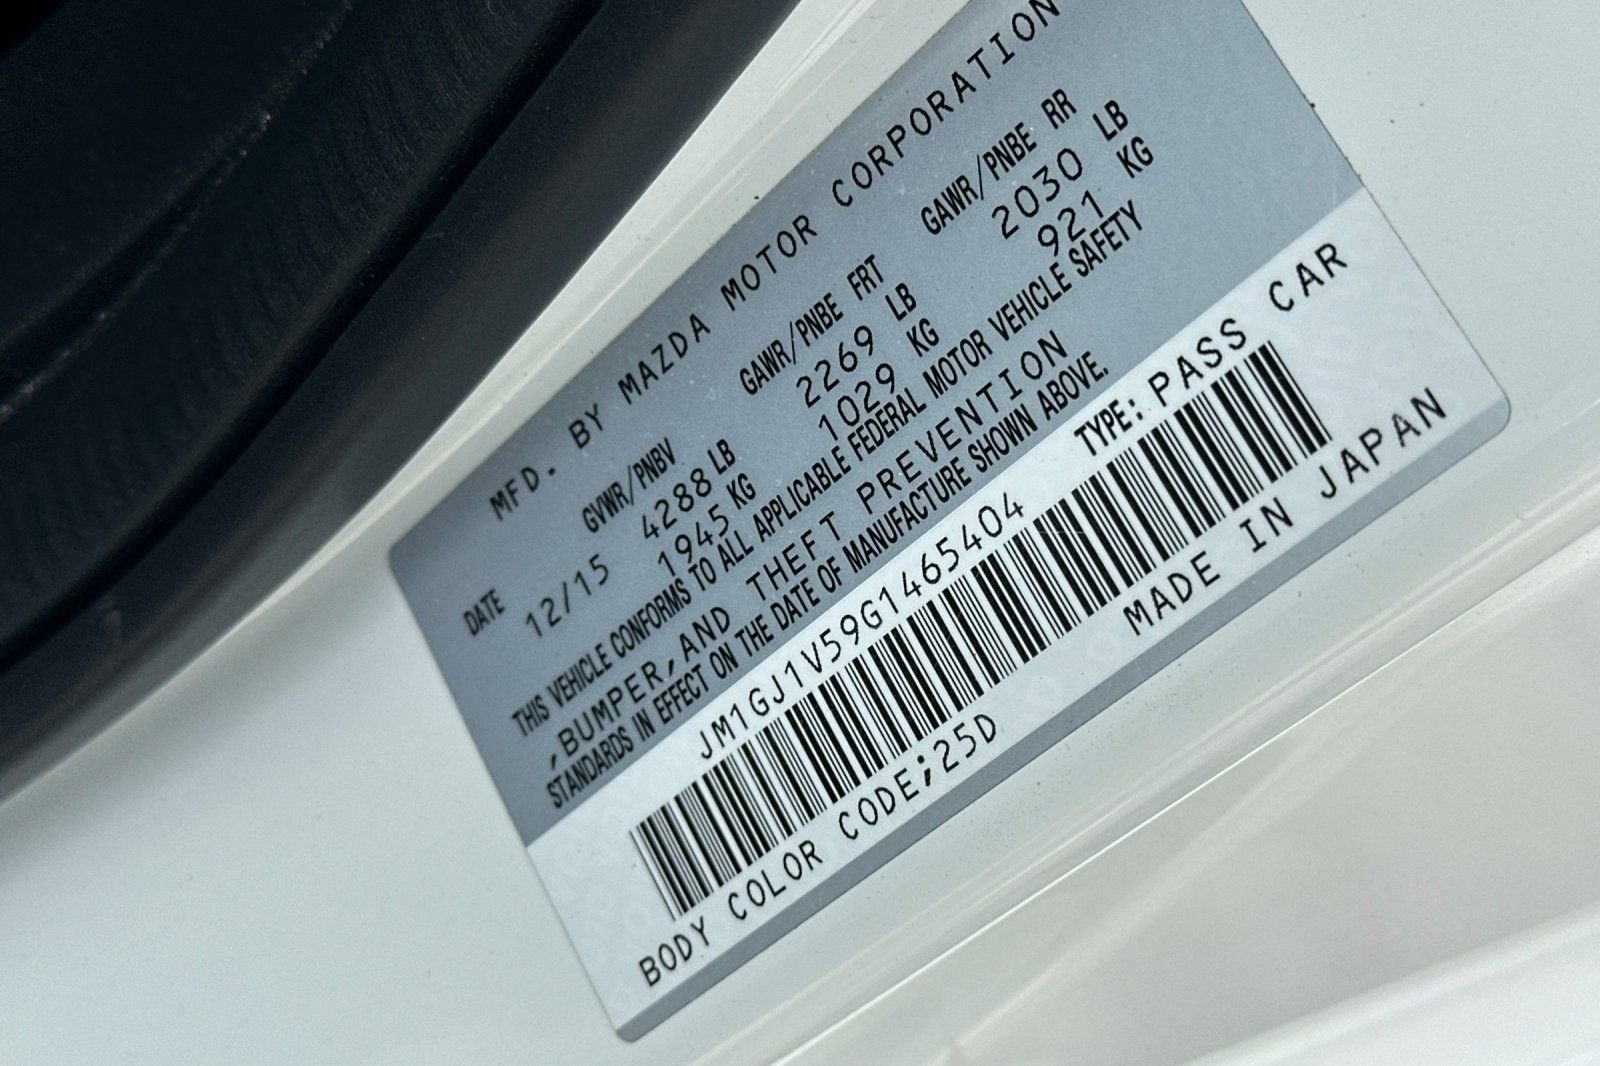 MFD. BY MAZDA MOTOR CORPORATION
DATE GVWR/PNBV GAWR/PNBE FRT GAWR/PNBE RR
12/15 4288 LB 2269 LB 2030 LB
1945 KG 1029 KG 921 KG
THIS VEHICLE CONFORMS TO ALL APPLICABLE FEDERAL MOTOR VEHICLE SAFETY
,BUMPER,AND THEFT PREVENTION
STANDARDS IN EFFECT ON THE DATE OF MANUFACTURE SHOWN ABOVE.
JM1GJ1V59G1465404 TYPE: PASS CAR
BODY COLOR CODE;25D MADE IN JAPAN